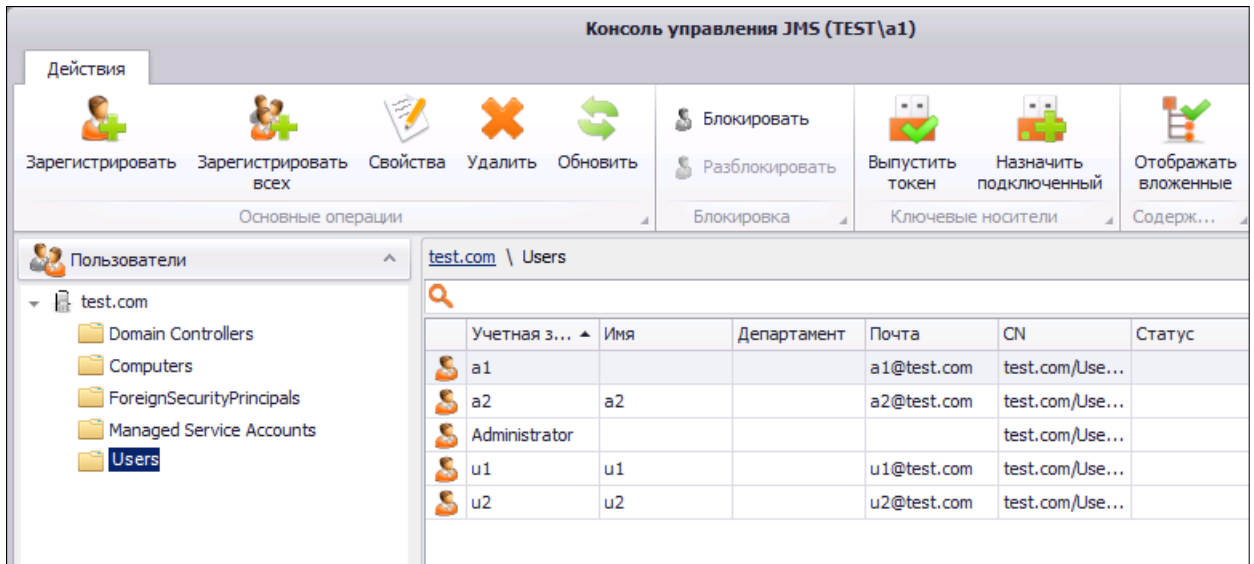 Консоль управления JMS (TEST\a1)
Действия
Зарегистрировать Зарегистрировать всех Свойства Удалить Обновить
Основные операции
Блокировать
Разблокировать
Блокировка
Выпустить токен Назначить подключенный
Ключевые носители
Отображать вложенные
Содерж...
Пользователи
test.com
Domain Controllers
Computers
ForeignSecurityPrincipals
Managed Service Accounts
Users
test.com \ Users
Учетная з... Имя Департамент Почта CN Статус
a1 a1@test.com test.com/Use...
a2 a2 a2@test.com test.com/Use...
Administrator test.com/Use...
u1 u1 u1@test.com test.com/Use...
u2 u2 u2@test.com test.com/Use...